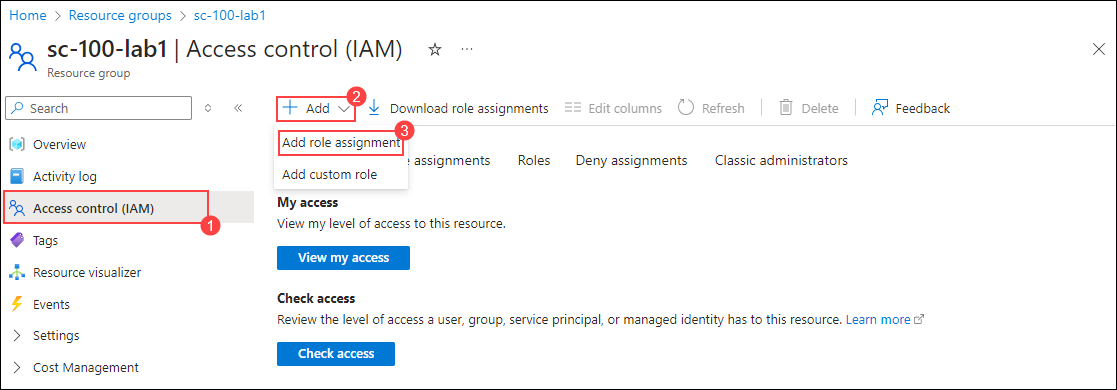 Home > Resource groups > sc-100-lab1
sc-100-lab1 | Access control (IAM) ☆ ...
Resource group
Search
Overview
Activity log
Access control (IAM) 1
Tags
Resource visualizer
Events
Settings
Cost Management
+ Add 2 Download role assignments Edit columns Refresh Delete Feedback
Add role assignment 3
Add custom role
assignments Roles Deny assignments Classic administrators
My access
View my level of access to this resource.
View my access
Check access
Review the level of access a user, group, service principal, or managed identity has to this resource. Learn more
Check access